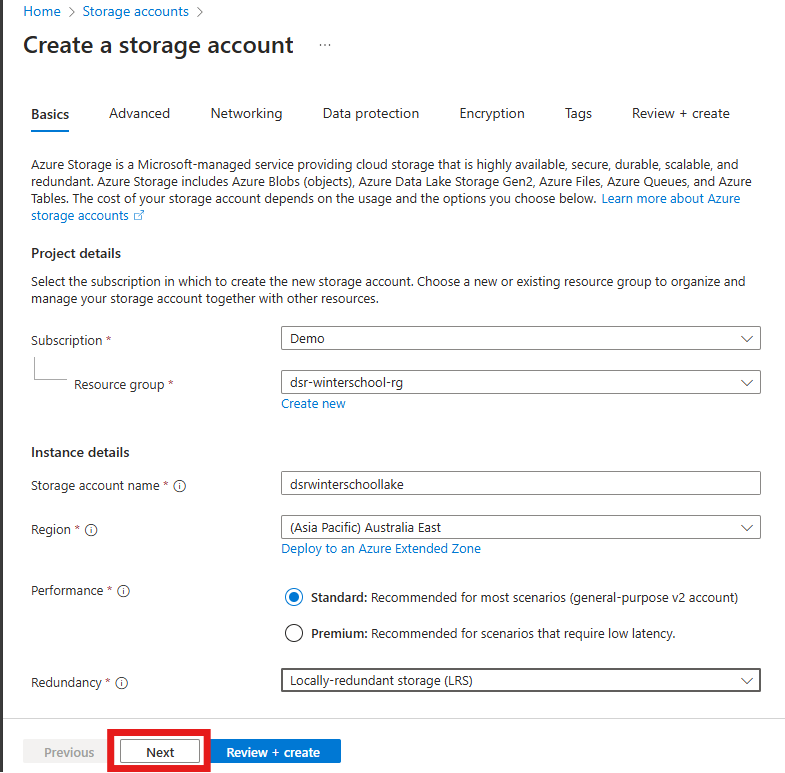 Home > Storage accounts >
Create a storage account ...
Basics Advanced Networking Data protection Encryption Tags Review + create
Azure Storage is a Microsoft-managed service providing cloud storage that is highly available, secure, durable, scalable, and
redundant. Azure Storage includes Azure Blobs (objects), Azure Data Lake Storage Gen2, Azure Files, Azure Queues, and Azure
Tables. The cost of your storage account depends on the usage and the options you choose below. Learn more about Azure
storage accounts
Project details
Select the subscription in which to create the new storage account. Choose a new or existing resource group to organize and
manage your storage account together with other resources.
Subscription *
Demo
Resource group *
dsr-winterschool-rg
Create new
Instance details
Storage account name *
dsrwinterschoollake
Region *
(Asia Pacific) Australia East
Deploy to an Azure Extended Zone
Performance *
Standard: Recommended for most scenarios (general-purpose v2 account)
Premium: Recommended for scenarios that require low latency.
Redundancy *
Locally-redundant storage (LRS)
Previous Next Review + create